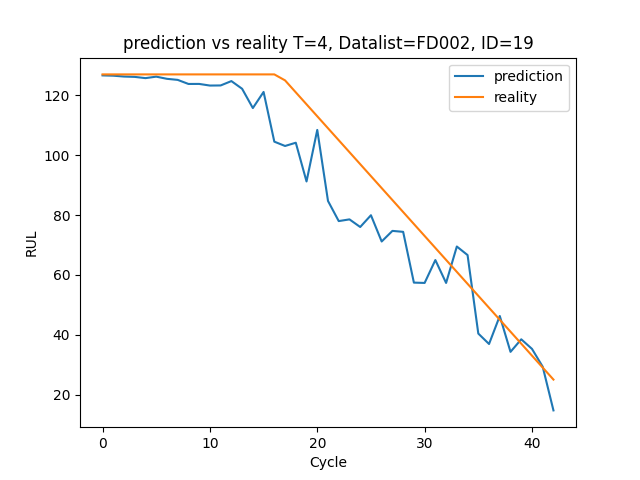 prediction vs reality T=4, Datalist=FD002, ID=19
prediction
reality
RUL
120
100
80
60
40
20
0
10
20
30
40
Cycle